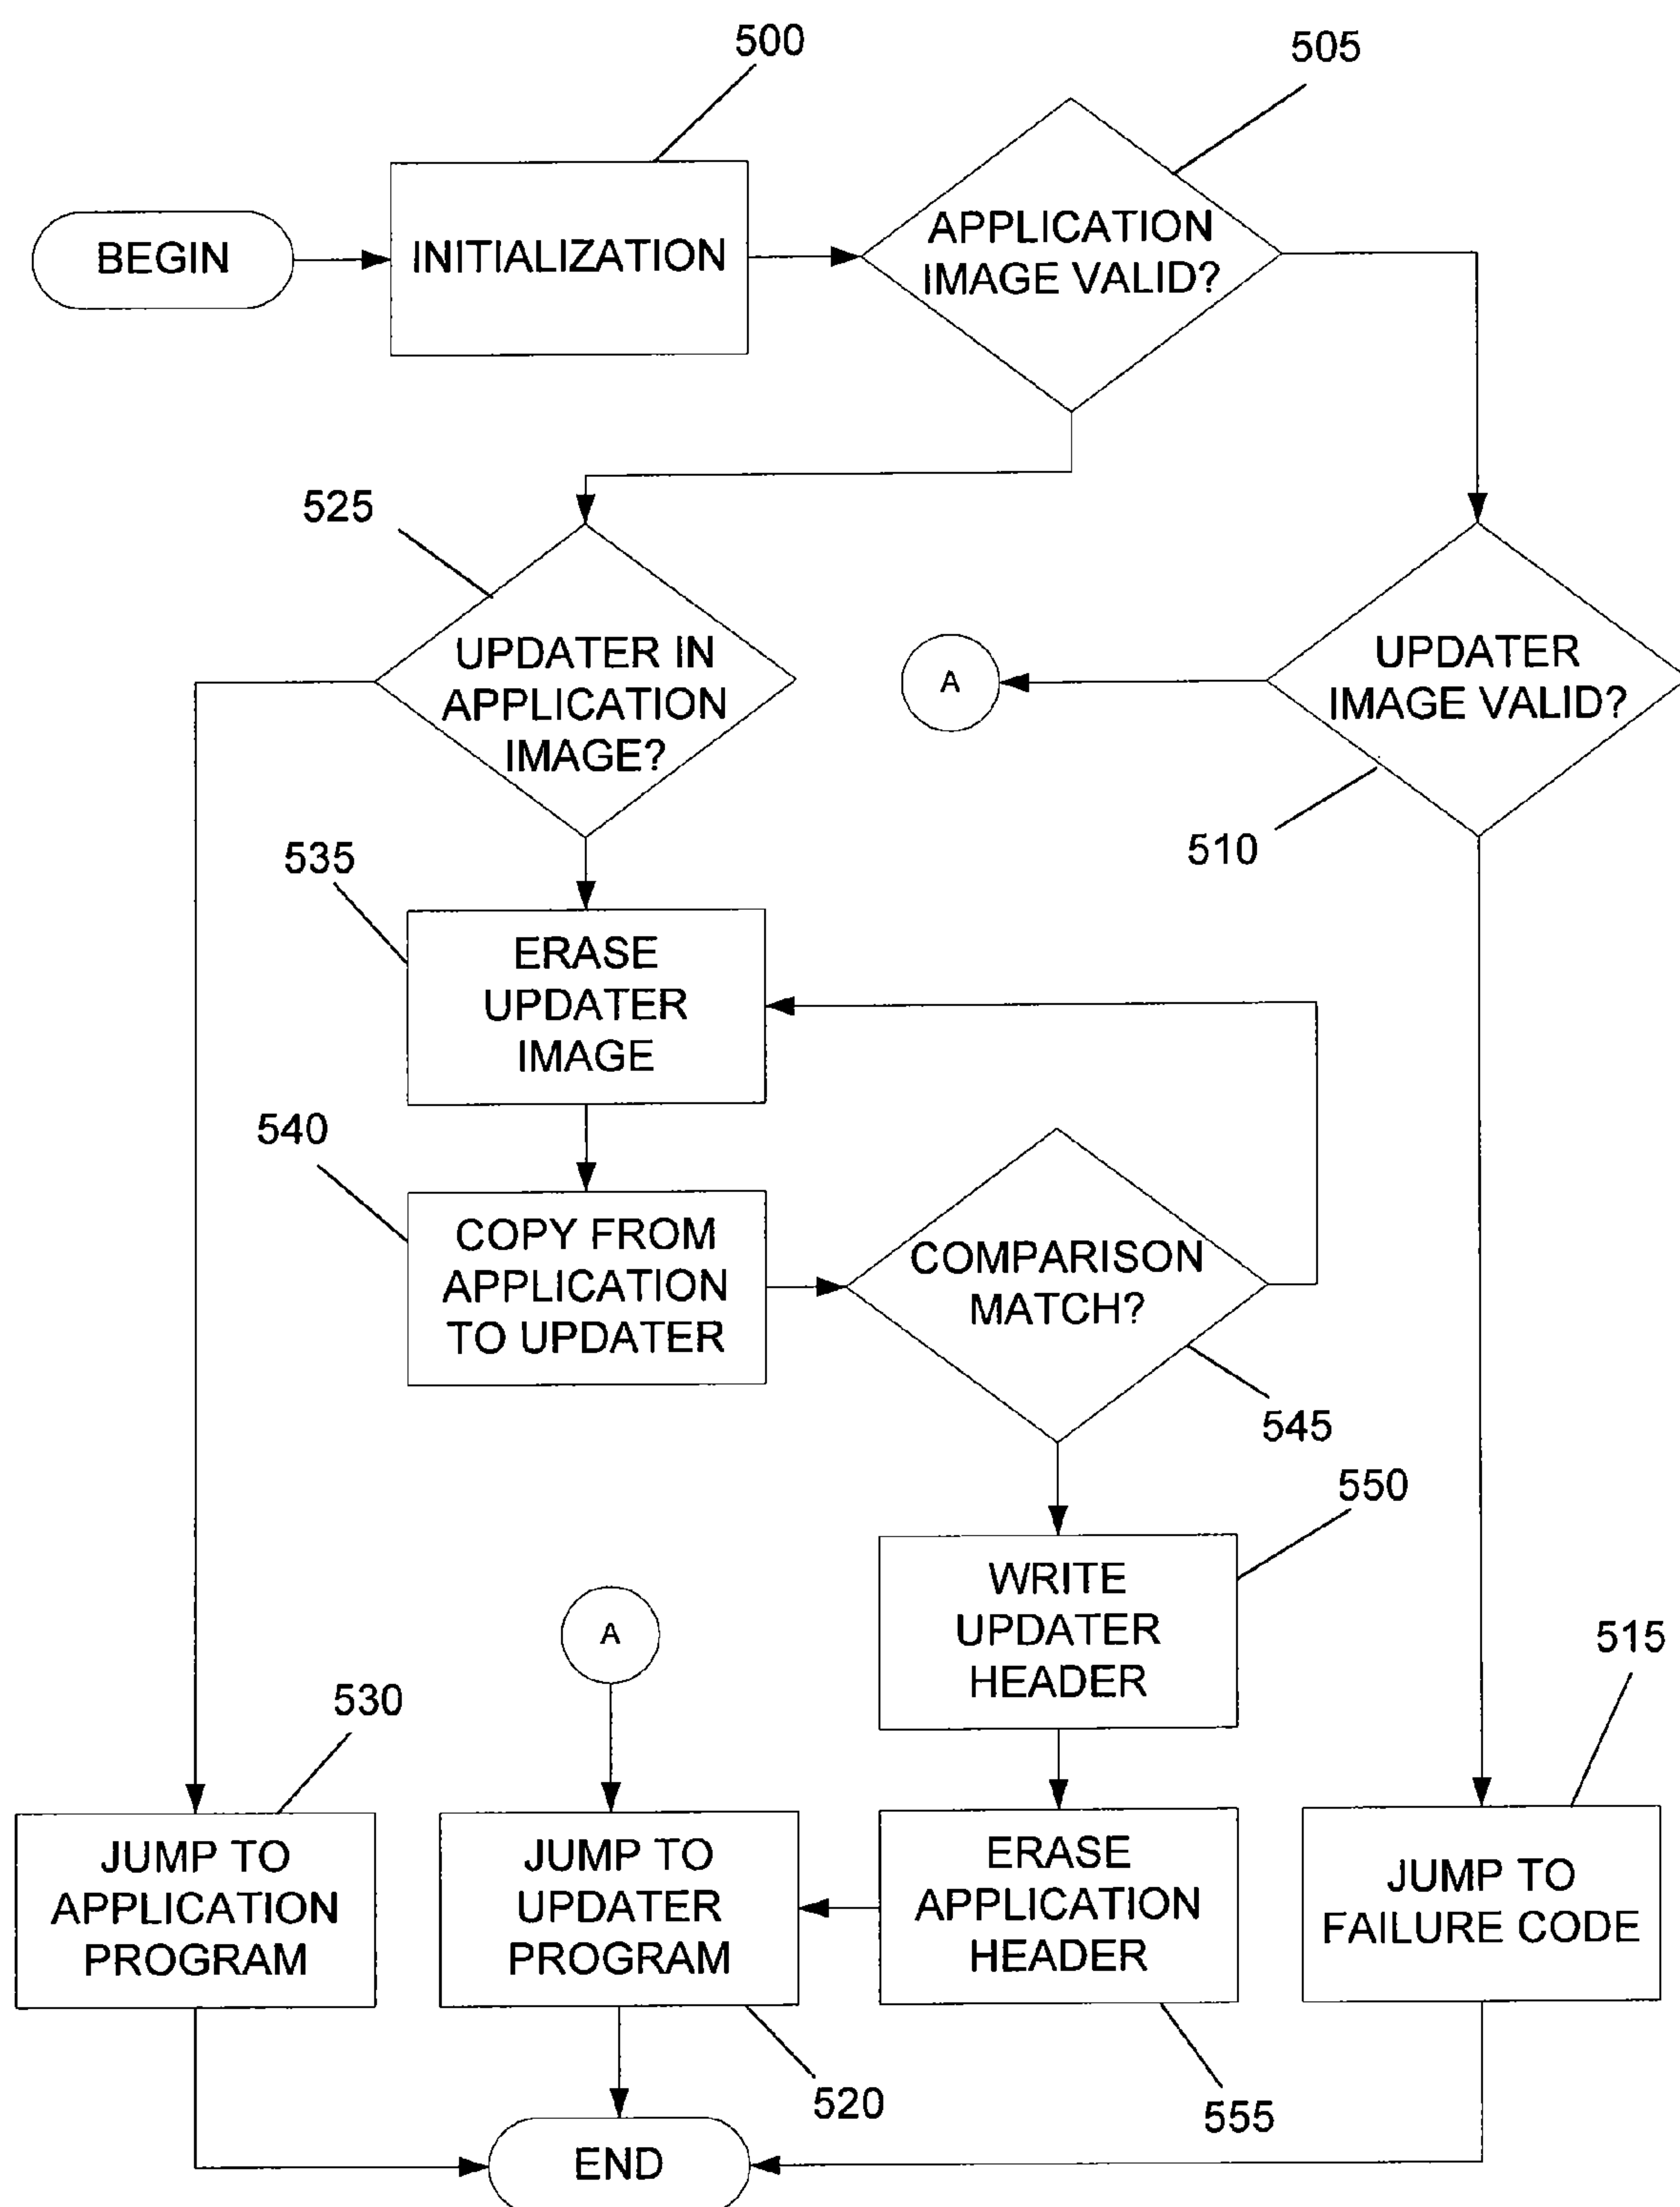 500
505
BEGIN
INITIALIZATION
APPLICATION
IMAGE VALID?
525
UPDATER IN
APPLICATION
IMAGE?
A
UPDATER
IMAGE VALID?
510
535
ERASE
UPDATER
IMAGE
540
COPY FROM
APPLICATION
TO UPDATER
COMPARISON
MATCH?
545
550
WRITE
UPDATER
HEADER
A
515
530
JUMP TO
APPLICATION
PROGRAM
JUMP TO
UPDATER
PROGRAM
ERASE
APPLICATION
HEADER
JUMP TO
FAILURE CODE
520
555
END